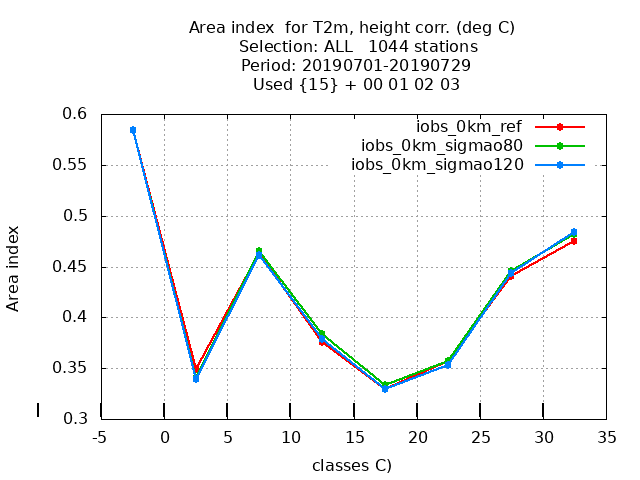 Area index  for T2m, height corr. (deg C)
Selection: ALL   1044 stations
Period: 20190701-20190729
Used {15} + 00 01 02 03
iobs_0km_ref
iobs_0km_sigmao80
iobs_0km_sigmao120
Area index
0.6
0.55
0.5
0.45
0.4
0.35
0.3
-5 0 5 10 15 20 25 30 35
classes C)